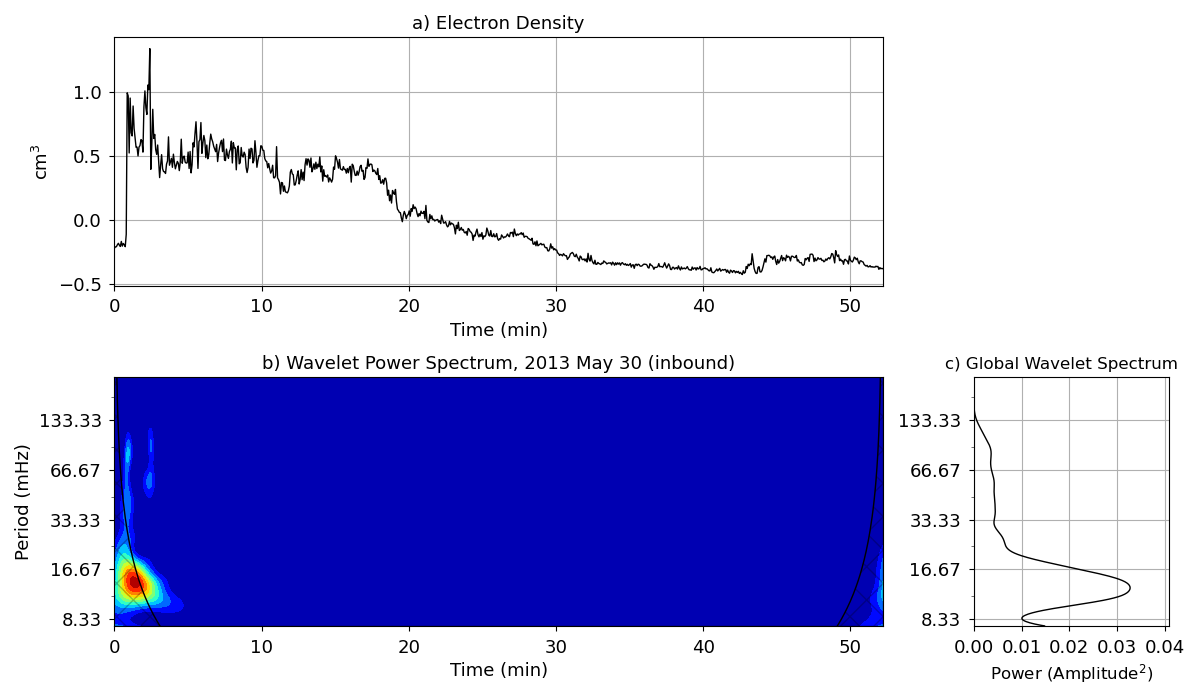 a) Electron Density
1.0
0.5
0.0
−0.5
cm³
0 10 20 30 40 50
Time (min)
b) Wavelet Power Spectrum, 2013 May 30 (inbound)
133.33
66.67
33.33
16.67
8.33
Period (mHz)
0 10 20 30 40 50
Time (min)
c) Global Wavelet Spectrum
133.33
66.67
33.33
16.67
8.33
0.00 0.01 0.02 0.03 0.04
Power (Amplitude²)